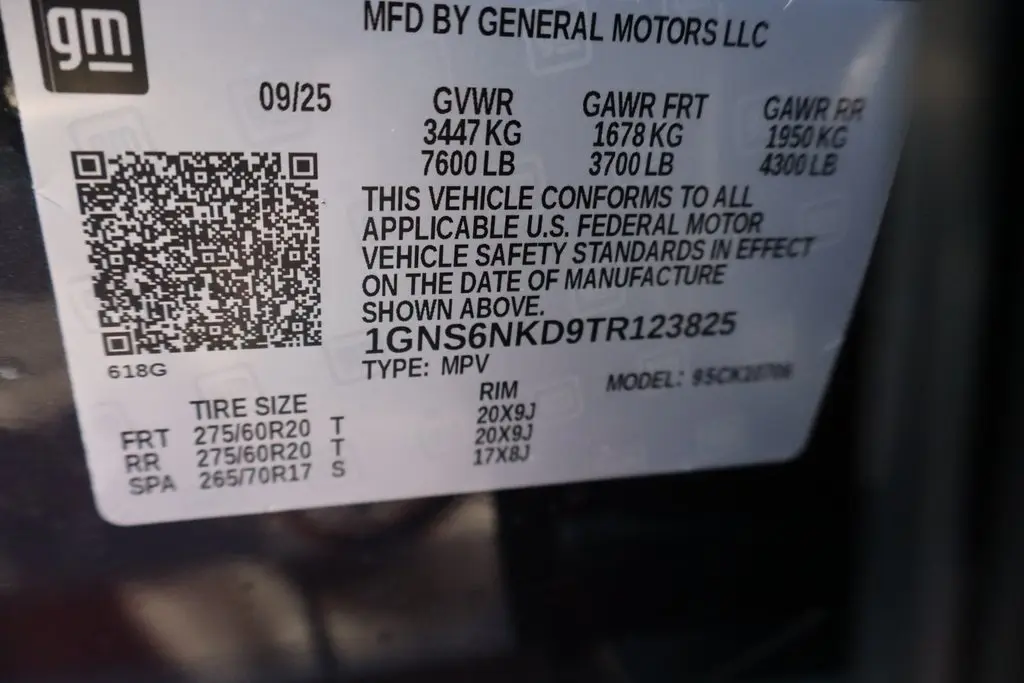 gm
MFD BY GENERAL MOTORS LLC
09/25 GVWR GAWR FRT GAWR RR
3447 KG 1678 KG 1950 KG
7600 LB 3700 LB 4300 LB
THIS VEHICLE CONFORMS TO ALL
APPLICABLE U.S. FEDERAL MOTOR
VEHICLE SAFETY STANDARDS IN EFFECT
ON THE DATE OF MANUFACTURE
SHOWN ABOVE.
1GNS6NKD9TR123825
618G
TYPE: MPV MODEL:
TIRE SIZE RIM
FRT 275/60R20 T 20X9J
RR 275/60R20 T 20X9J
SPA 265/70R17 S 17X8J